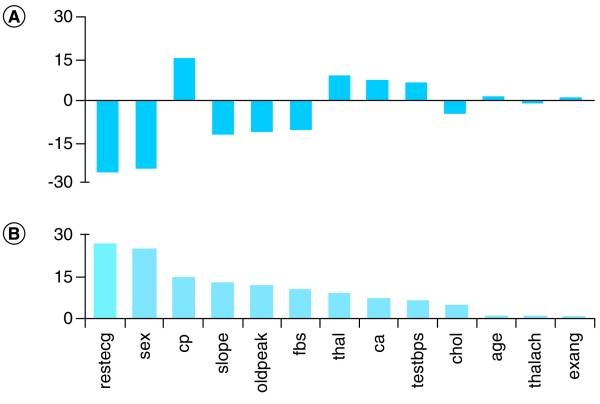 A
30
15
0
-15
-30
B
30
15
0
restecg
sex
cp
slope
oldpeak
fbs
thal
ca
testbps
chol
age
thalach
exang